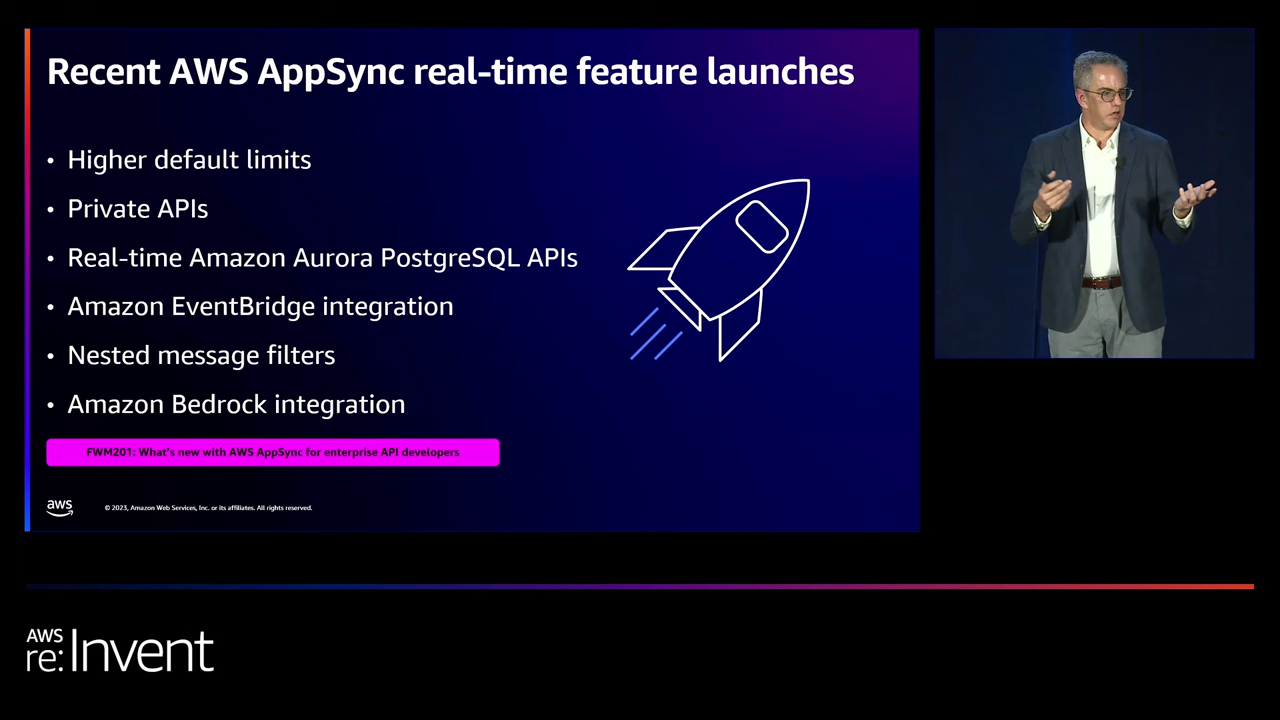 Recent AWS AppSync real-time feature launches
• Higher default limits
• Private APIs
• Real-time Amazon Aurora PostgreSQL APIs
• Amazon EventBridge integration
• Nested message filters
• Amazon Bedrock integration
FWM201: What's new with AWS AppSync for enterprise API developers
aws
© 2023, Amazon Web Services, Inc. or its affiliates. All rights reserved.
AWS
re:Invent